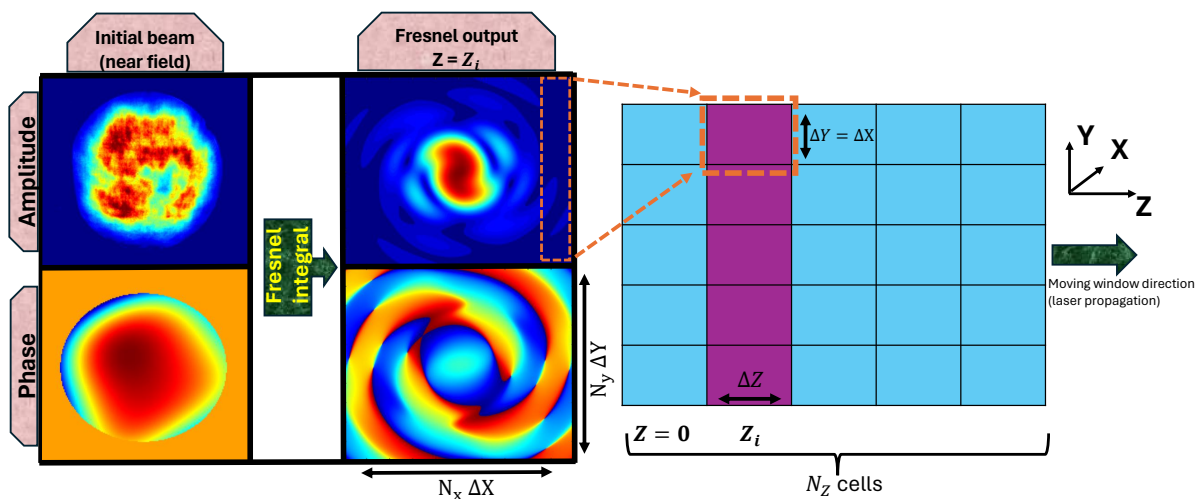 Initial beam
(near field)
Fresnel output
Z = Z_i
Amplitude
Phase
Fresnel
integral
N_y ΔY
N_x ΔX
ΔY = ΔX
ΔZ
Z = 0
Z_i
N_Z cells
Y
X
Z
Moving window direction
(laser propagation)